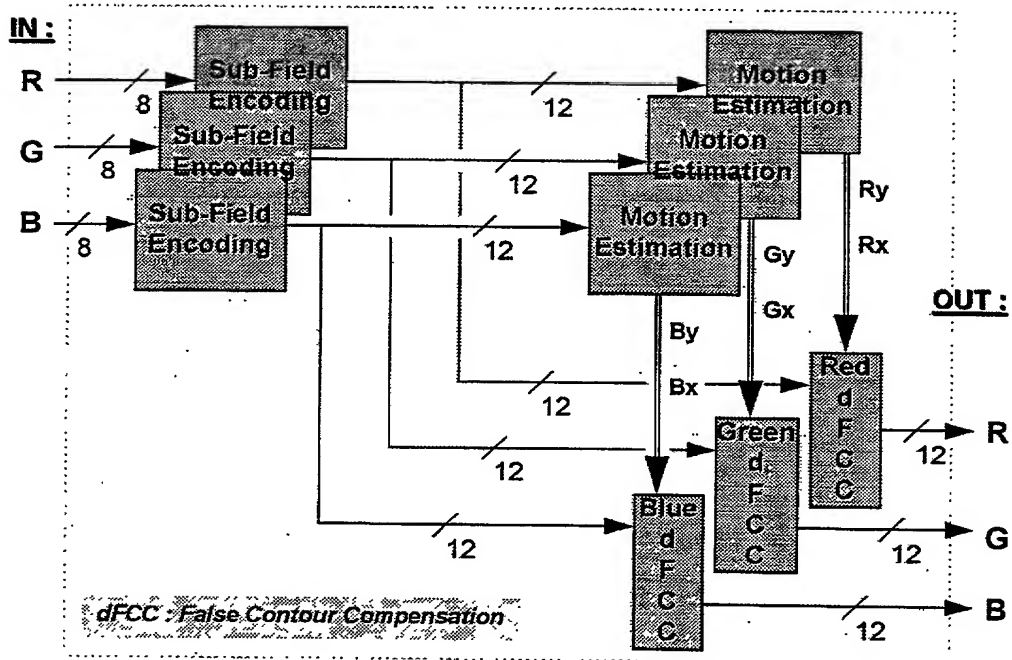 IN :
R
8
Sub-Field
Encoding
12
Motion
Estimation
G
8
Sub-Field
Encoding
12
Motion
Estimation
B
8
Sub-Field
Encoding
12
Motion
Estimation
Ry
Rx
Gy
Gx
By
Bx
OUT :
12
Red
d
F
C
C
12
R
12
Green
d
F
C
C
12
G
12
Blue
d
F
C
C
12
B
dFCC : False Contour Compensation